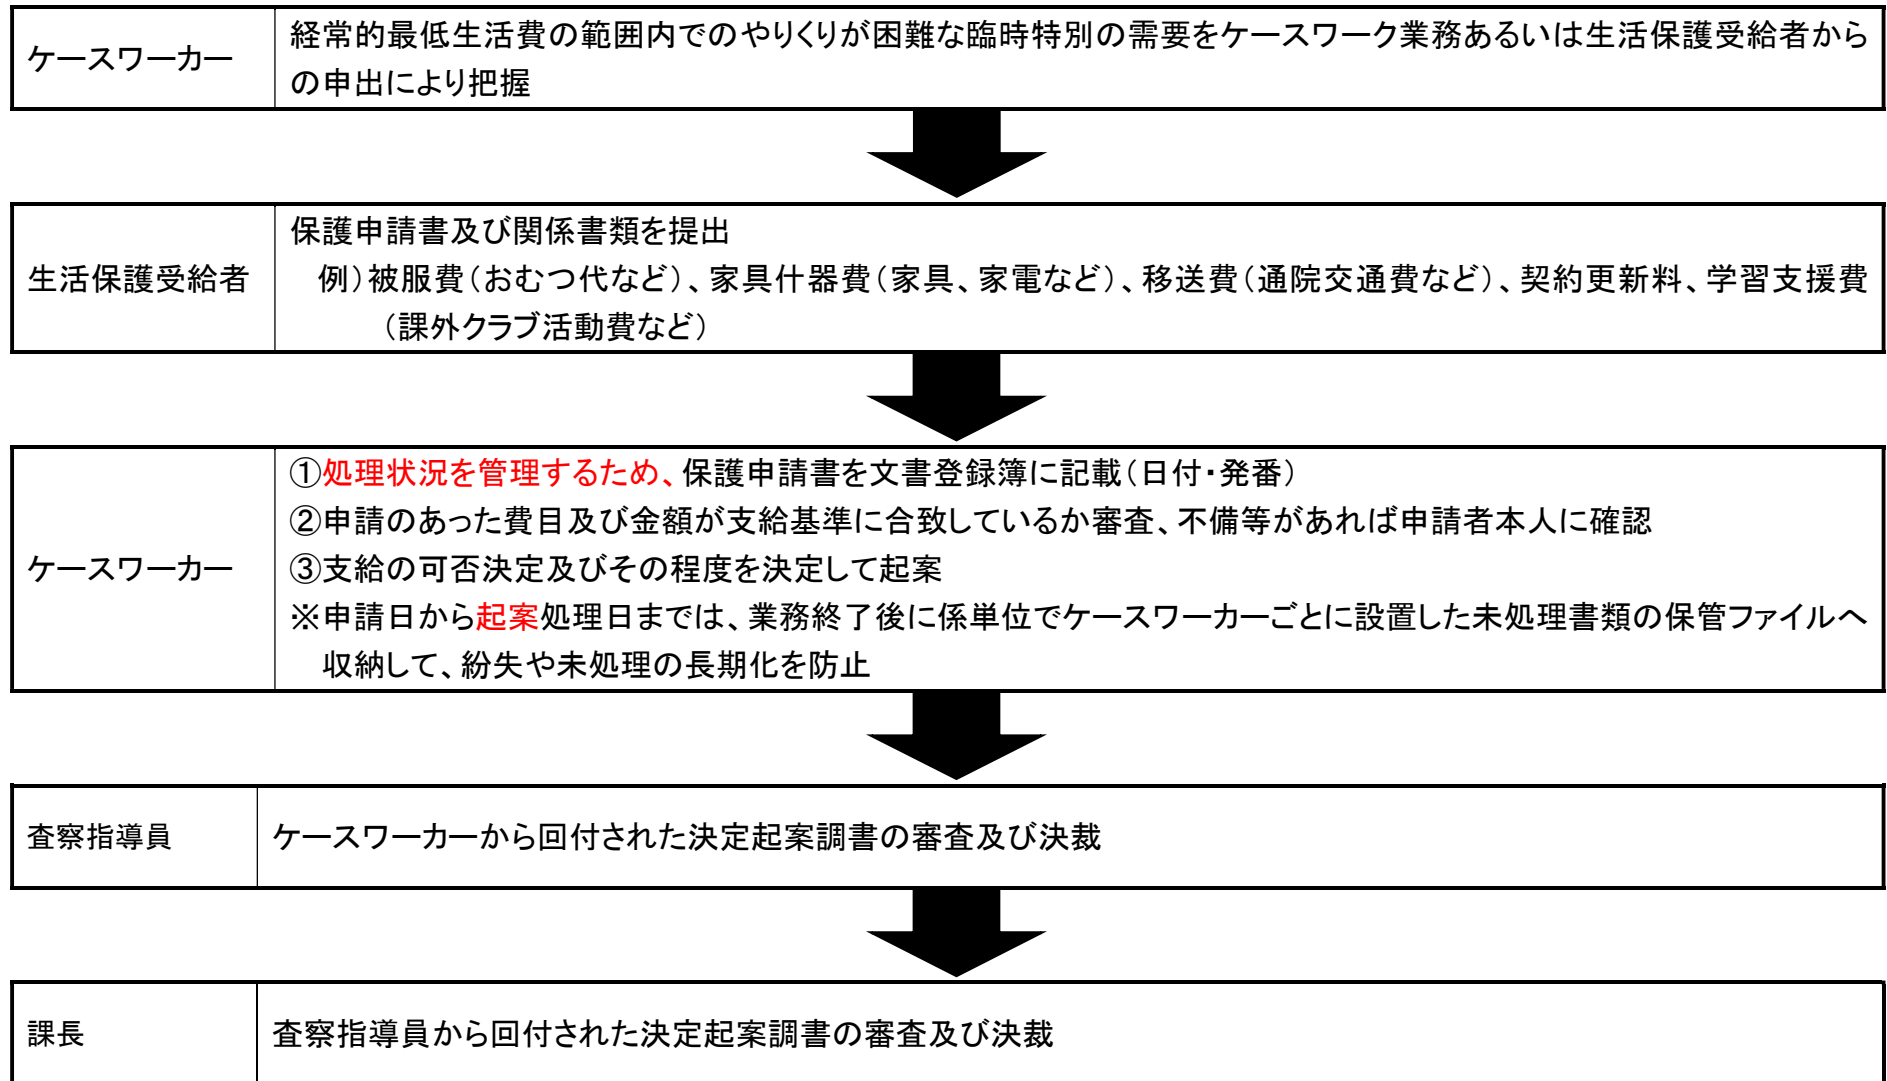 ケースワーカー
経常的最低生活費の範囲内でのやりくりが困難な臨時特別の需要をケースワーク業務あるいは生活保護受給者から
の申出により把握
生活保護受給者
保護申請書及び関係書類を提出
例)被服費(おむつ代など)、家具什器費(家具、家電など)、移送費(通院交通費など)、契約更新料、学習支援費
(課外クラブ活動費など)
ケースワーカー
①処理状況を管理するため、保護申請書を文書登録簿に記載(日付・発番)
②申請のあった費目及び金額が支給基準に合致しているか審査、不備等があれば申請者本人に確認
③支給の可否決定及びその程度を決定して起案
※申請日から起案処理日までは、業務終了後に係単位でケースワーカーごとに設置した未処理書類の保管ファイルへ
収納して、紛失や未処理の長期化を防止
査察指導員
ケースワーカーから回付された決定起案調書の審査及び決裁
課長
査察指導員から回付された決定起案調書の審査及び決裁